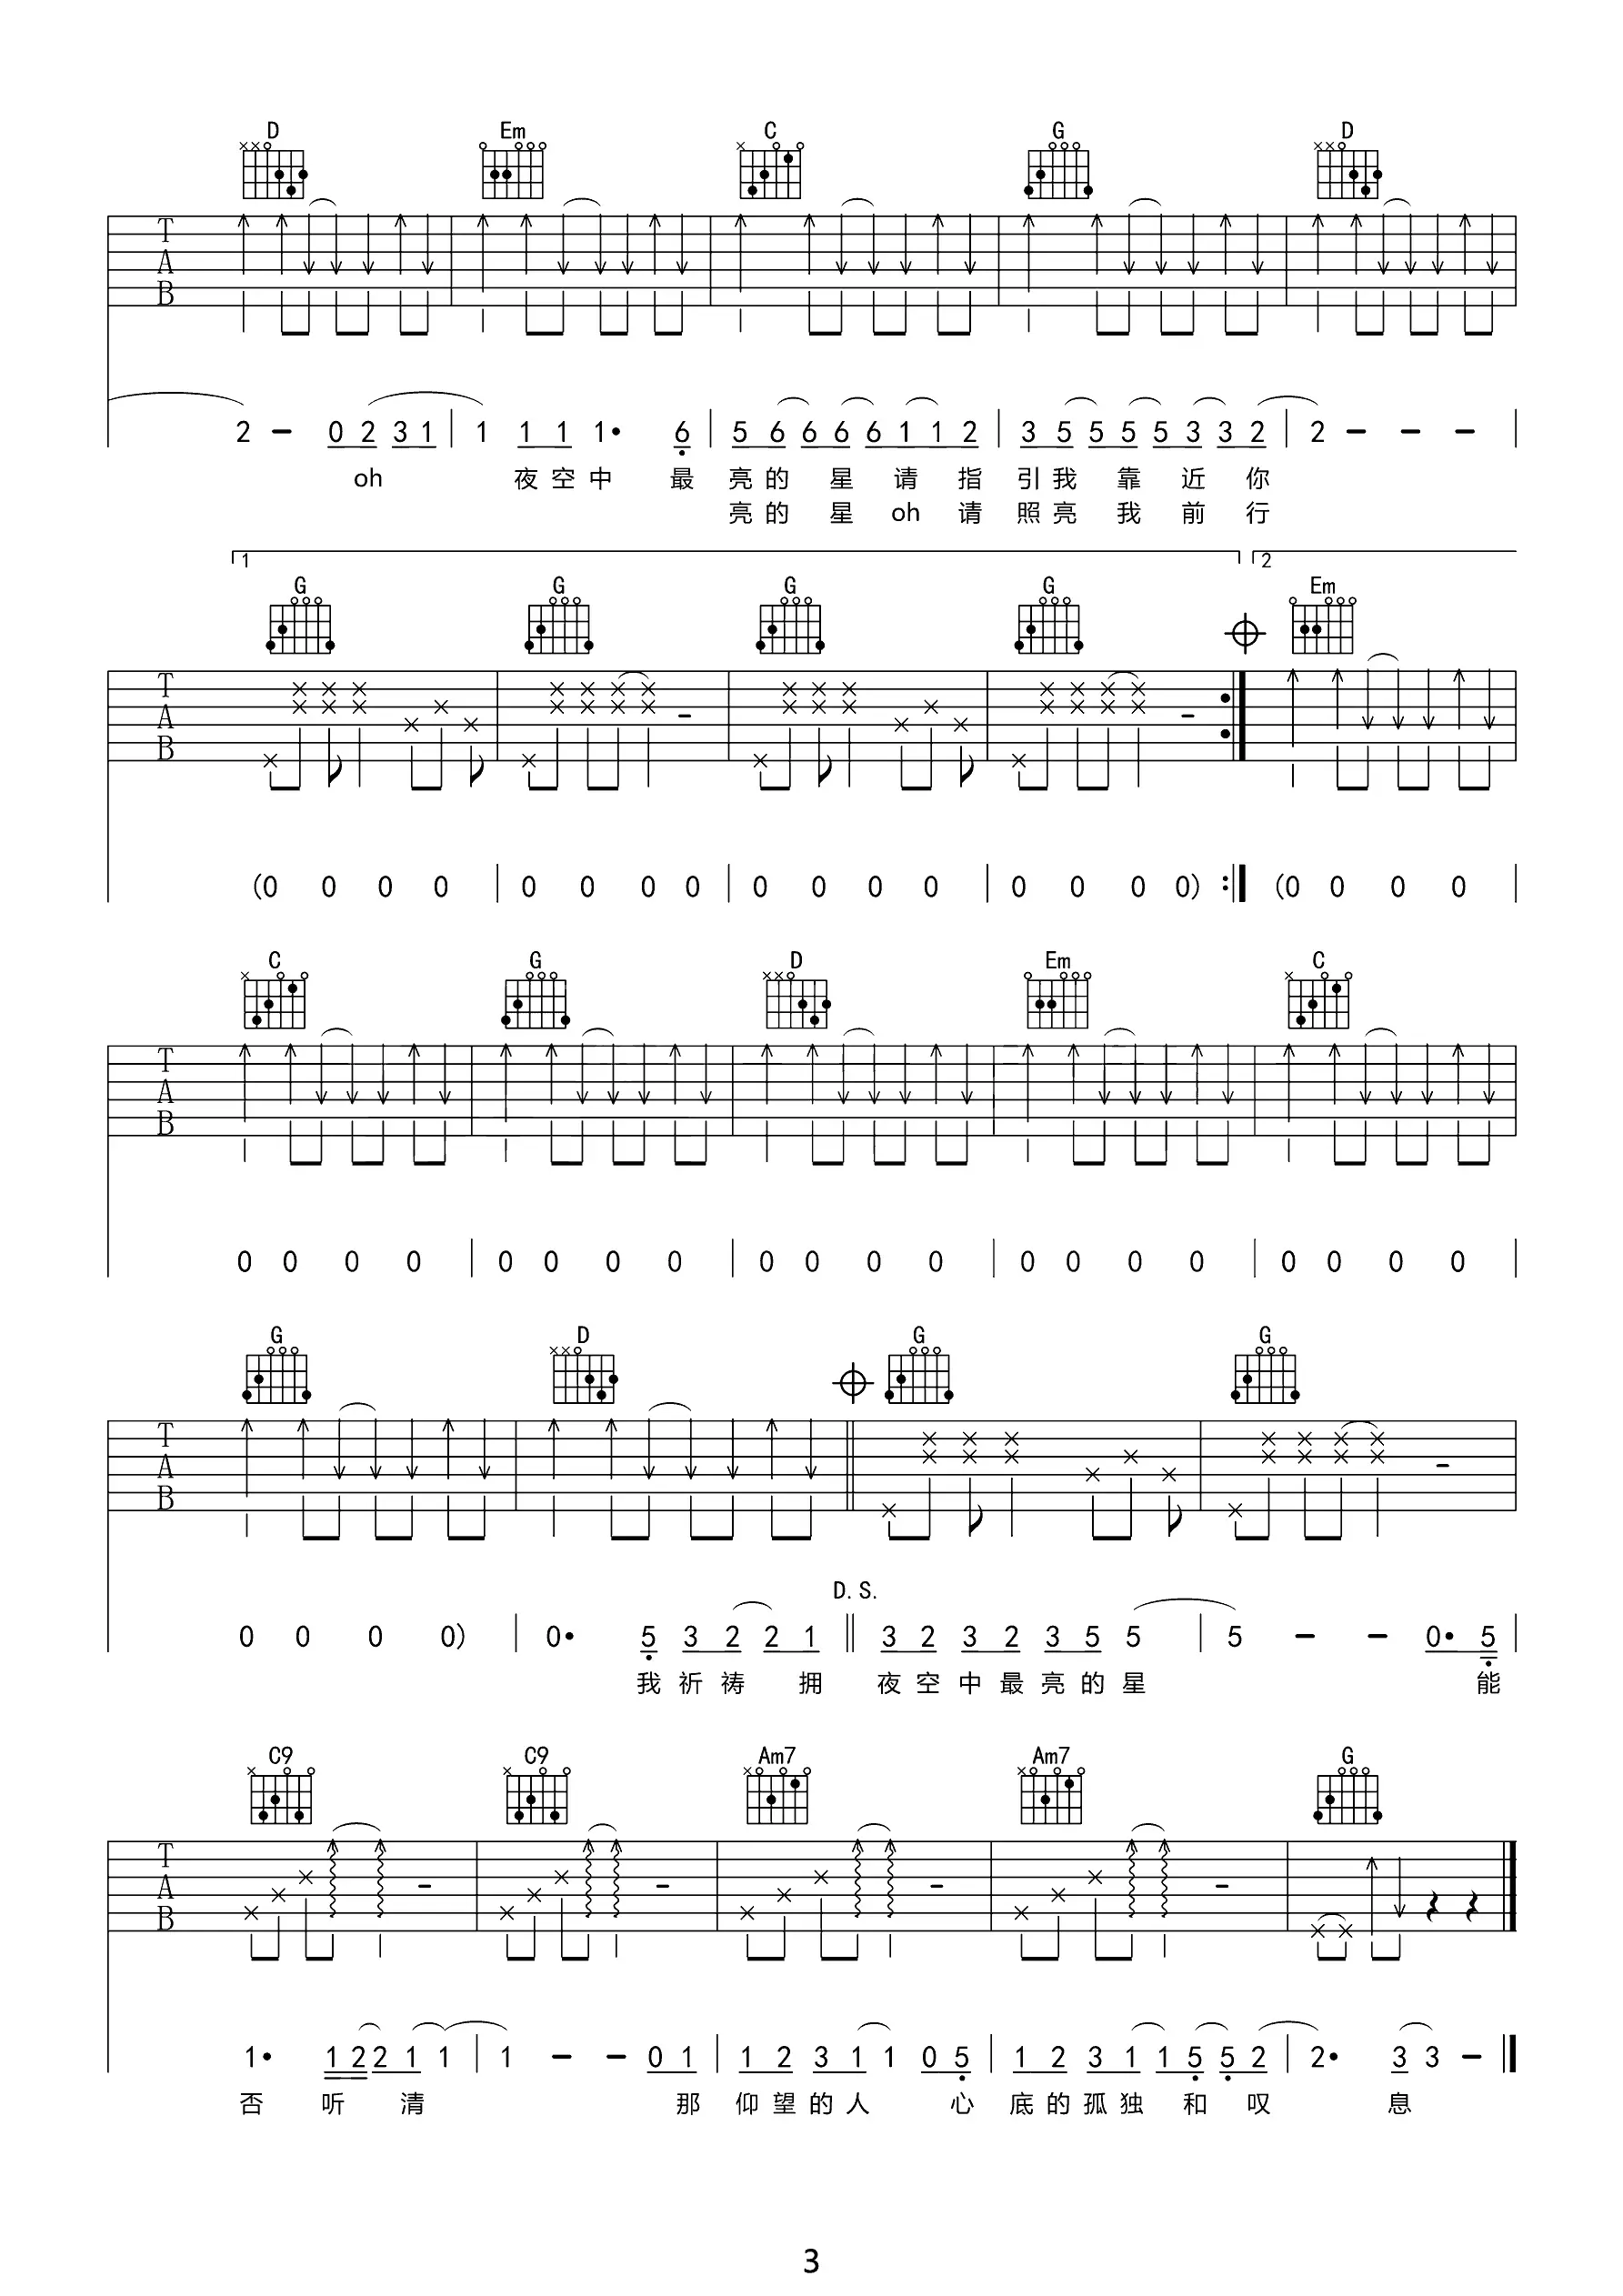 D Em C G D
T A B
2 – 0 2 3 1 | 1 1 1 1• 6 | 5 6 6 6 6 1 1 2 | 3 5 5 5 5 3 3 2 | 2 – – – |
oh 夜空中 最 亮的 星 请 指 引我 靠 近 你
亮的 星 oh 请 照亮 我 前 行
1 2
G G G G Em
T A B
(0 0 0 0 | 0 0 0 0 | 0 0 0 0 | 0 0 0 0) :| (0 0 0 0 |
C G D Em C
T A B
0 0 0 0 | 0 0 0 0 | 0 0 0 0 | 0 0 0 0 | 0 0 0 0 |
G D G G
T A B
D.S.
0 0 0 0) | 0• 5 3 2 2 1 || 3 2 3 2 3 5 5 | 5 – – 0• 5 |
我 祈 祷 拥 夜空中最亮的星 能
C9 C9 Am7 Am7 G
T A B
1• 1 2 2 1 1 | 1 – – 0 1 | 1 2 3 1 1 0 5 | 1 2 3 1 1 5 5 2 | 2• 3 3 – |
否 听 清 那 仰望的人 心 底的孤独 和 叹 息
3